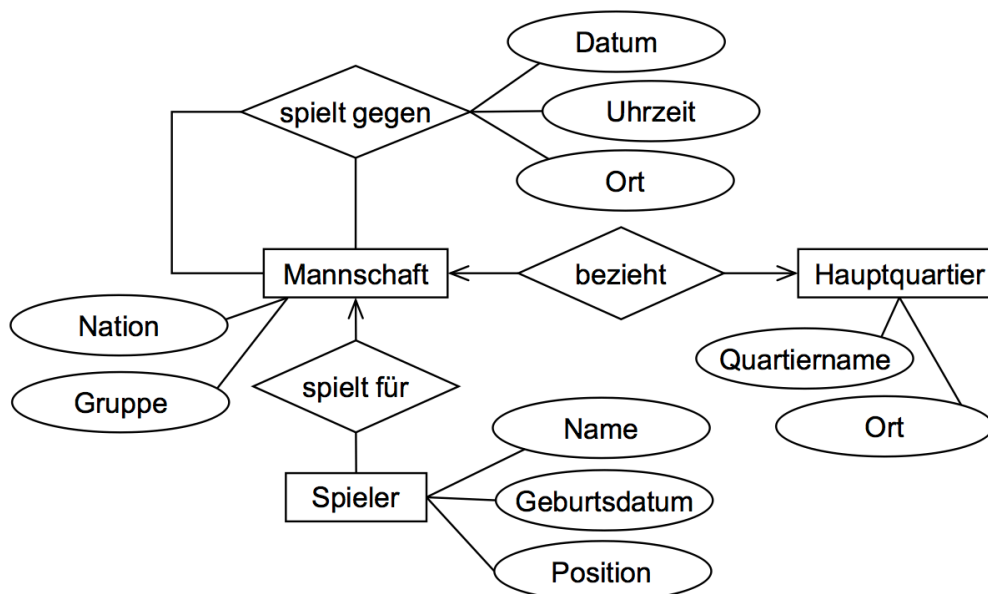 Datum
spielt gegen
Uhrzeit
Ort
Mannschaft
bezieht
Hauptquartier
Nation
Quartiername
Gruppe
spielt für
Ort
Name
Spieler
Geburtsdatum
Position